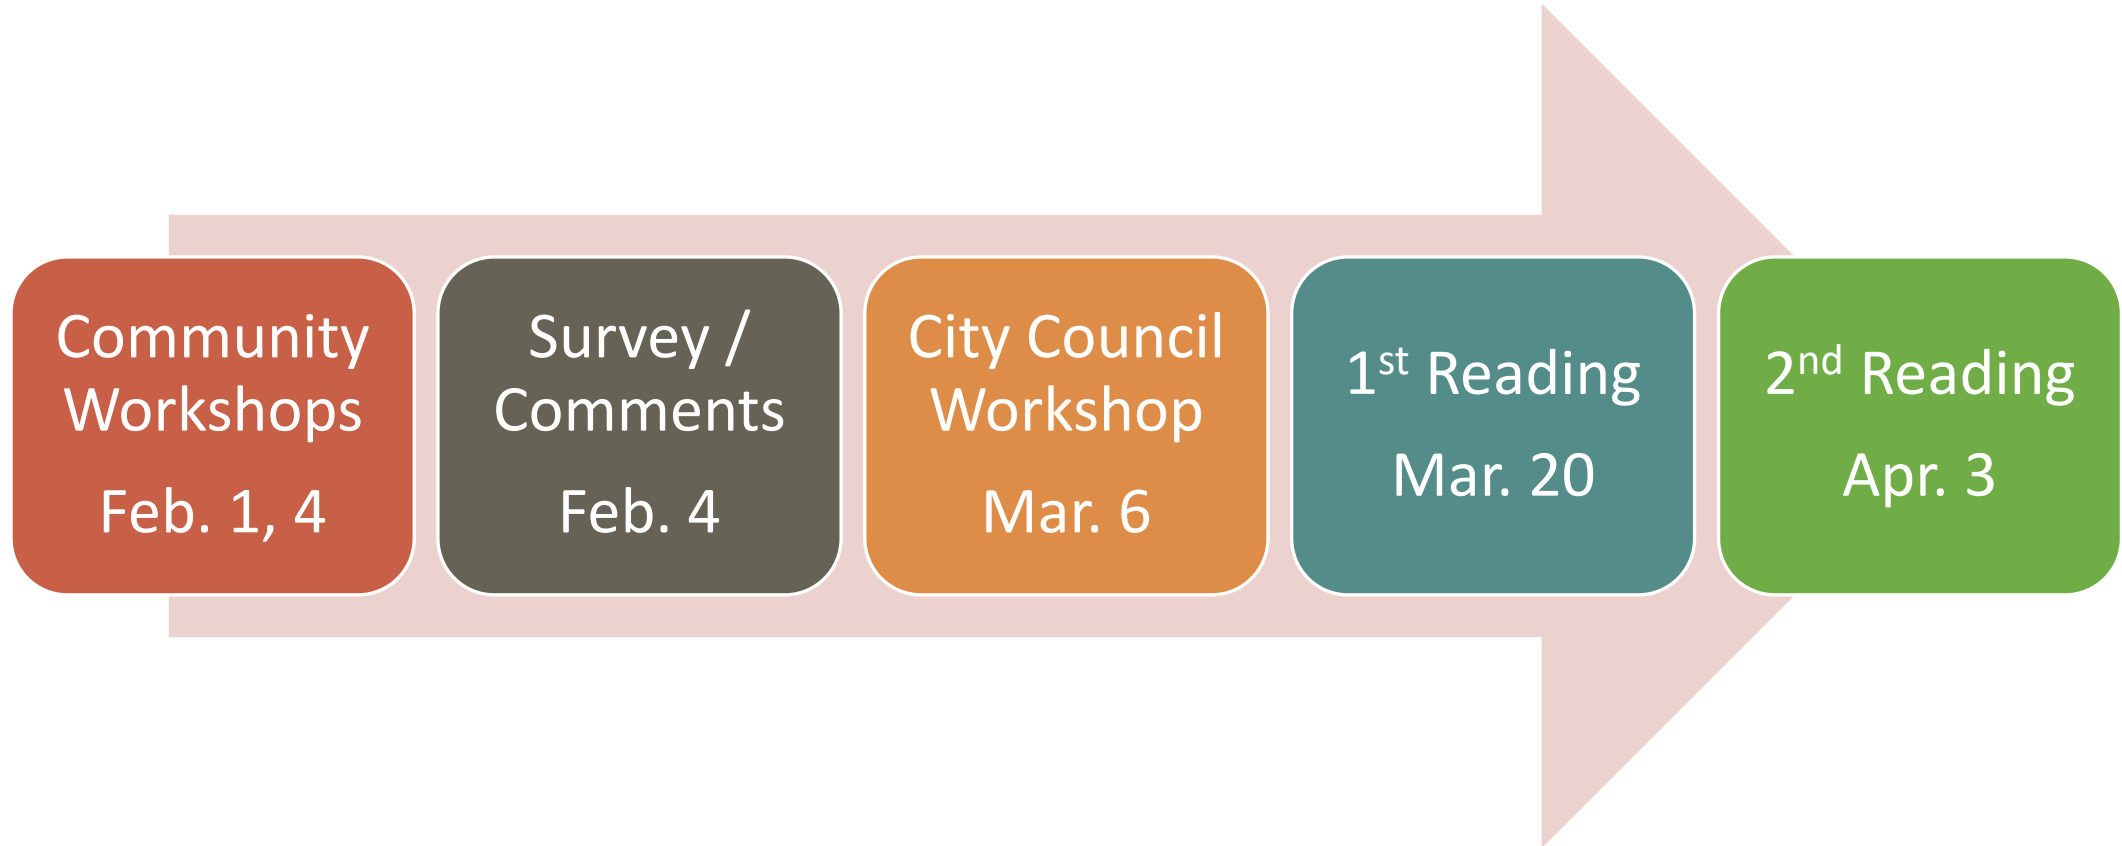 Community
Workshops
Feb. 1, 4
Survey /
Comments
Feb. 4
City Council
Workshop
Mar. 6
1st Reading
Mar. 20
2nd Reading
Apr. 3